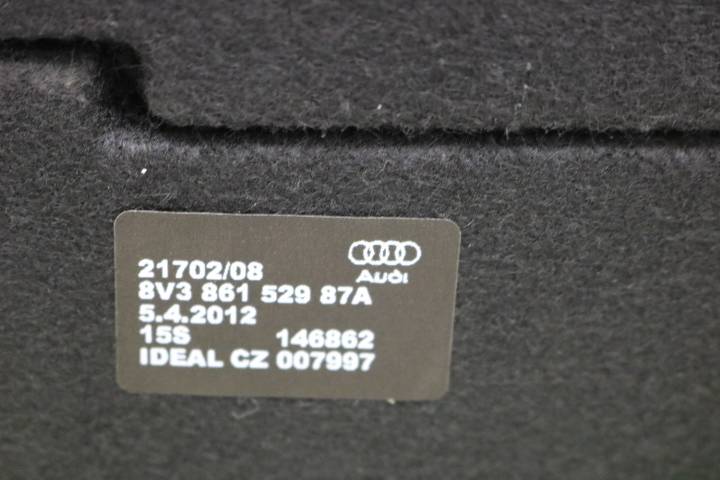 Audi
21702/08
8V3 861 529 87A
5.4.2012
15S 146862
IDEAL CZ 007997